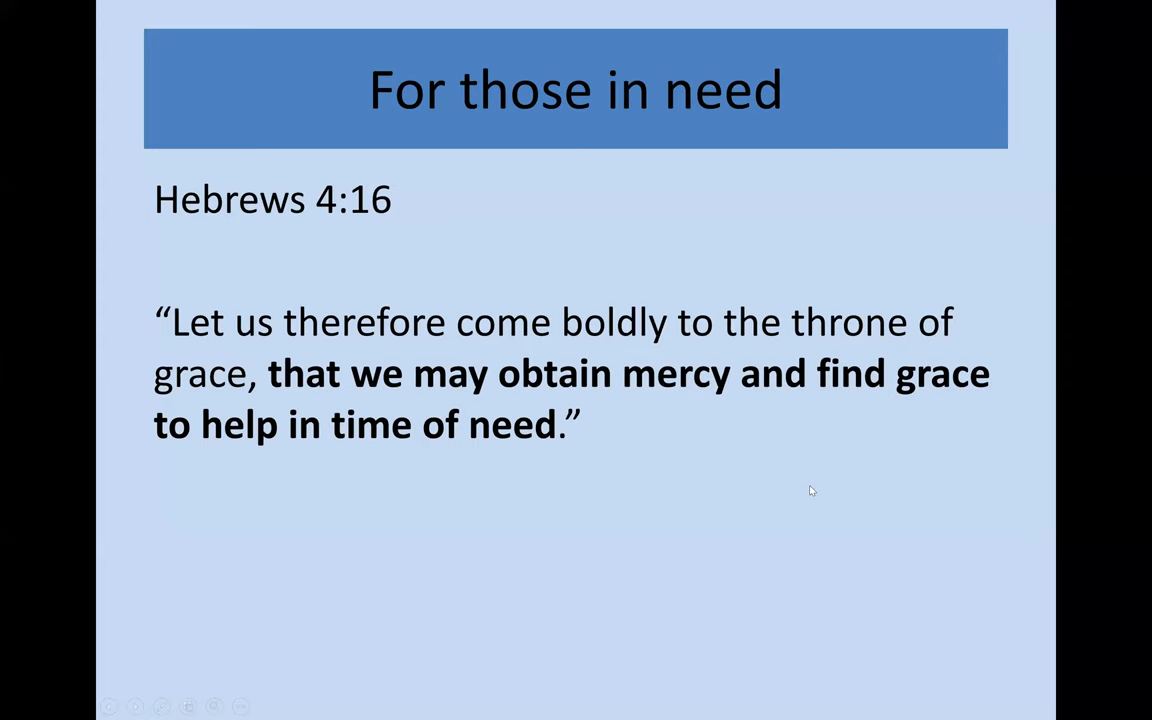 For those in need
Hebrews 4:16
“Let us therefore come boldly to the throne of
grace, that we may obtain mercy and find grace
to help in time of need.”